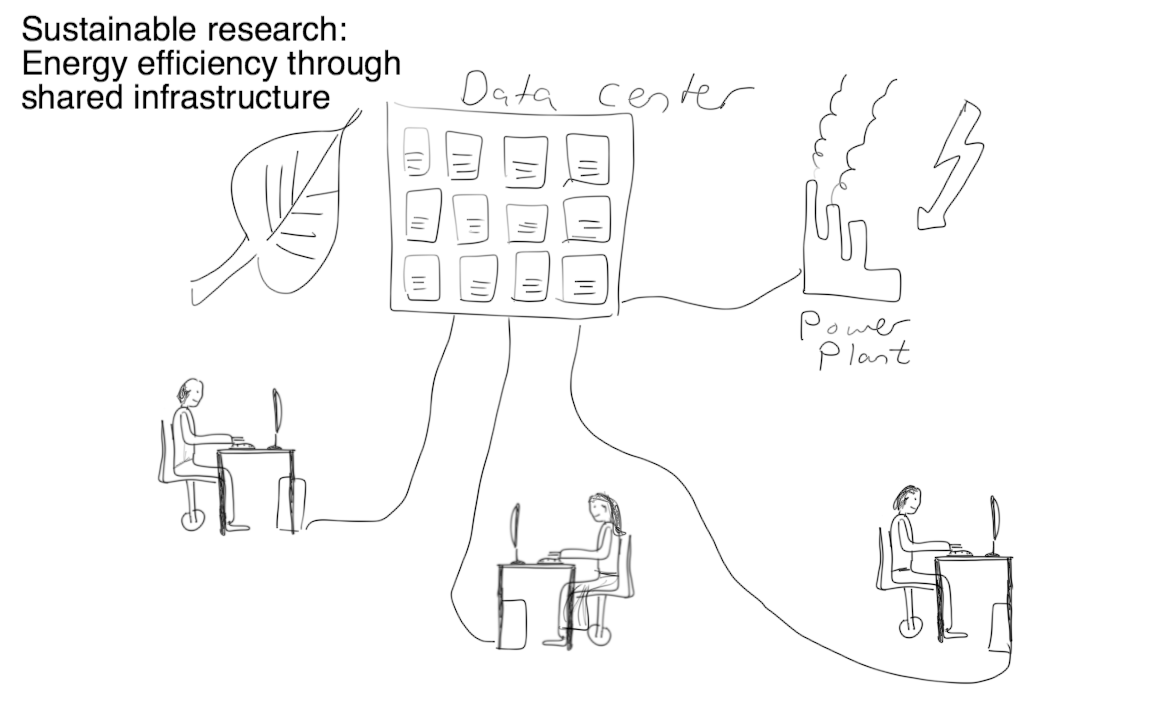 Sustainable research:
Energy efficiency through
shared infrastructure
Data center
Power
Plant